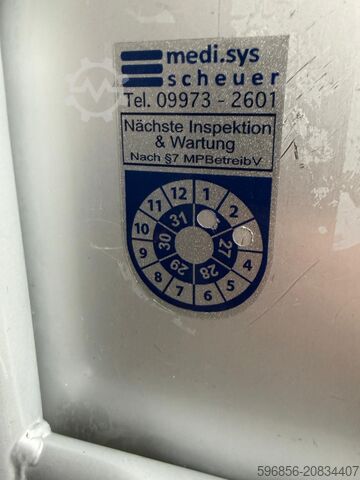 medi.sys
scheuer
Tel. 09973 - 2601
Nächste Inspektion
& Wartung
Nach §7 MPBetreibV
12 1
11 2
10
9 4
8 5
7 6
31
30 27
29 28
596856-20834407